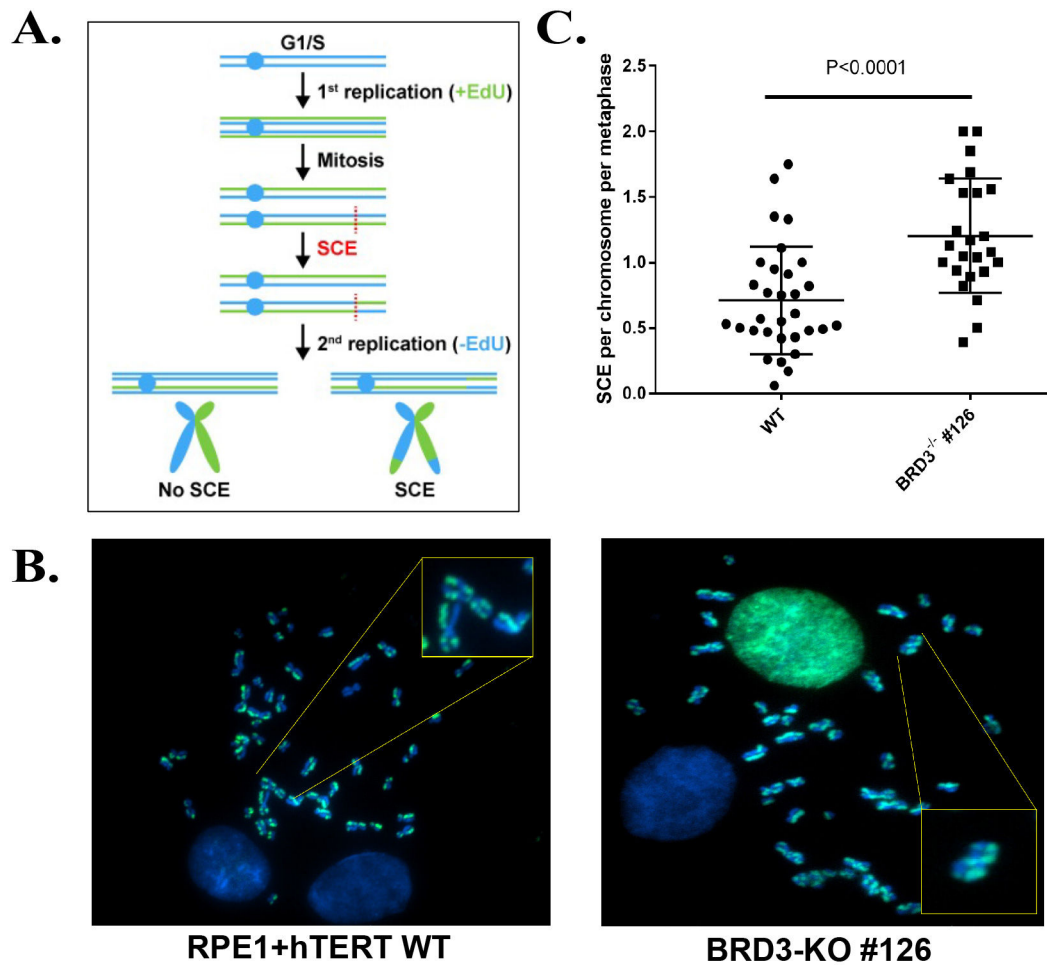 A.
G1/S
1st replication (+EdU)
Mitosis
SCE
2nd replication (-EdU)
No SCE
SCE
C.
SCE per chromosome per metaphase
P<0.0001
2.5
2.0
1.5
1.0
0.5
0.0
WT
BRD3-/- #126
B.
RPE1+hTERT WT
BRD3-KO #126